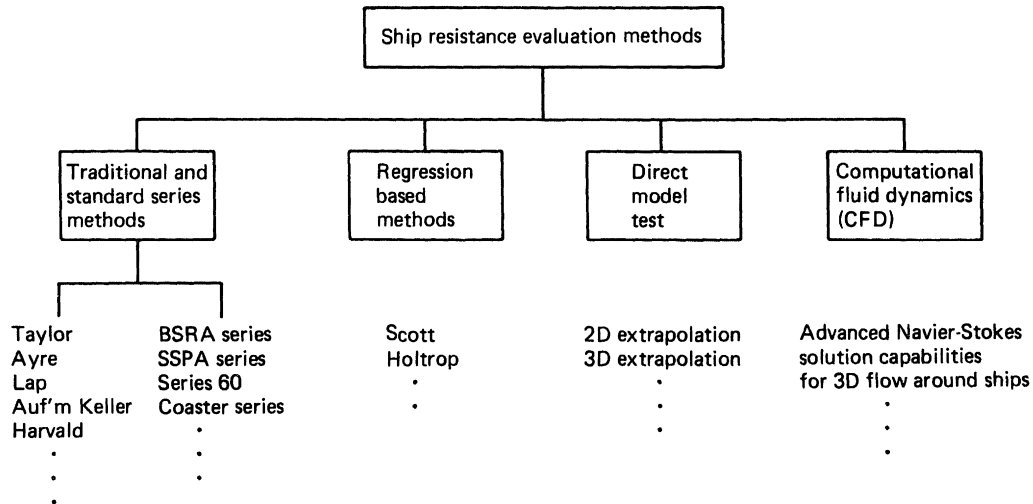 Ship resistance evaluation methods
Traditional and
standard series
methods
Regression
based
methods
Direct
model
test
Computational
fluid dynamics
(CFD)
Taylor
Ayre
Lap
Auf'm Keller
Harvald
BSRA series
SSPA series
Series 60
Coaster series
Scott
Holtrop
2D extrapolation
3D extrapolation
Advanced Navier-Stokes
solution capabilities
for 3D flow around ships